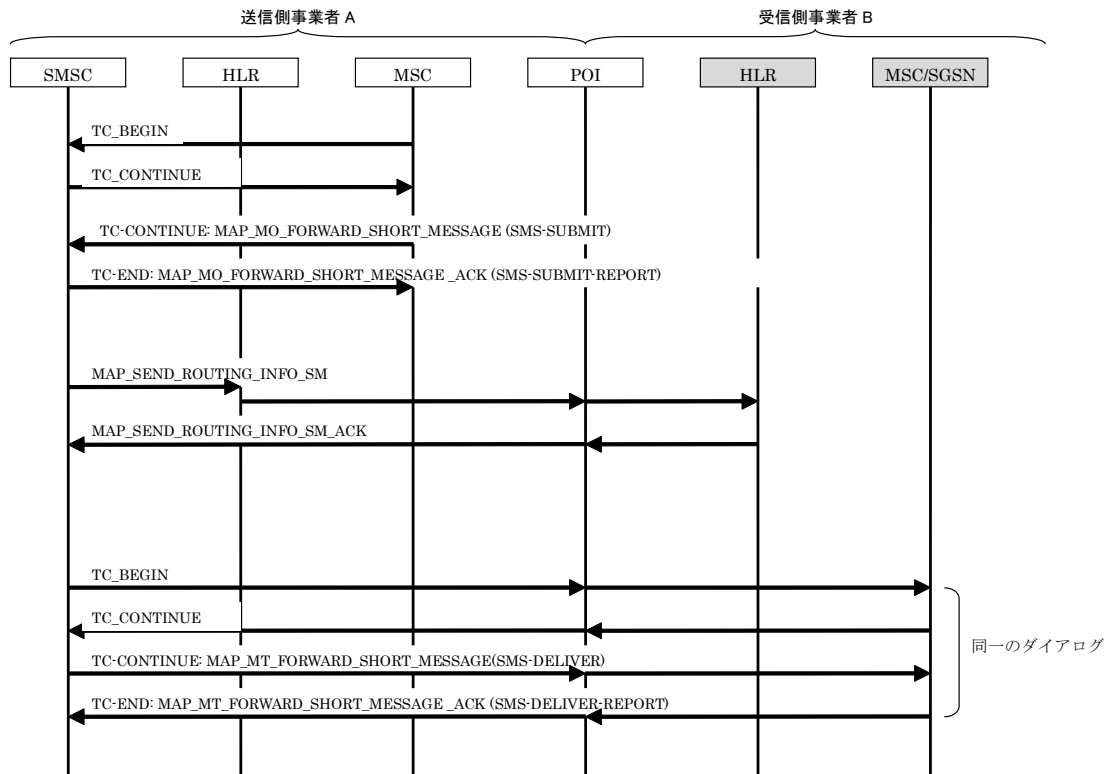 送信側事業者 A
受信側事業者 B
SMSC
HLR
MSC
POI
HLR
MSC/SGSN
TC_BEGIN
TC_CONTINUE
TC-CONTINUE: MAP_MO_FORWARD_SHORT_MESSAGE (SMS-SUBMIT)
TC-END: MAP_MO_FORWARD_SHORT_MESSAGE _ACK (SMS-SUBMIT-REPORT)
MAP_SEND_ROUTING_INFO_SM
MAP_SEND_ROUTING_INFO_SM_ACK
TC_BEGIN
TC_CONTINUE
同一のダイアログ
TC-CONTINUE: MAP_MT_FORWARD_SHORT_MESSAGE(SMS-DELIVER)
TC-END: MAP_MT_FORWARD_SHORT_MESSAGE _ACK (SMS-DELIVER-REPORT)